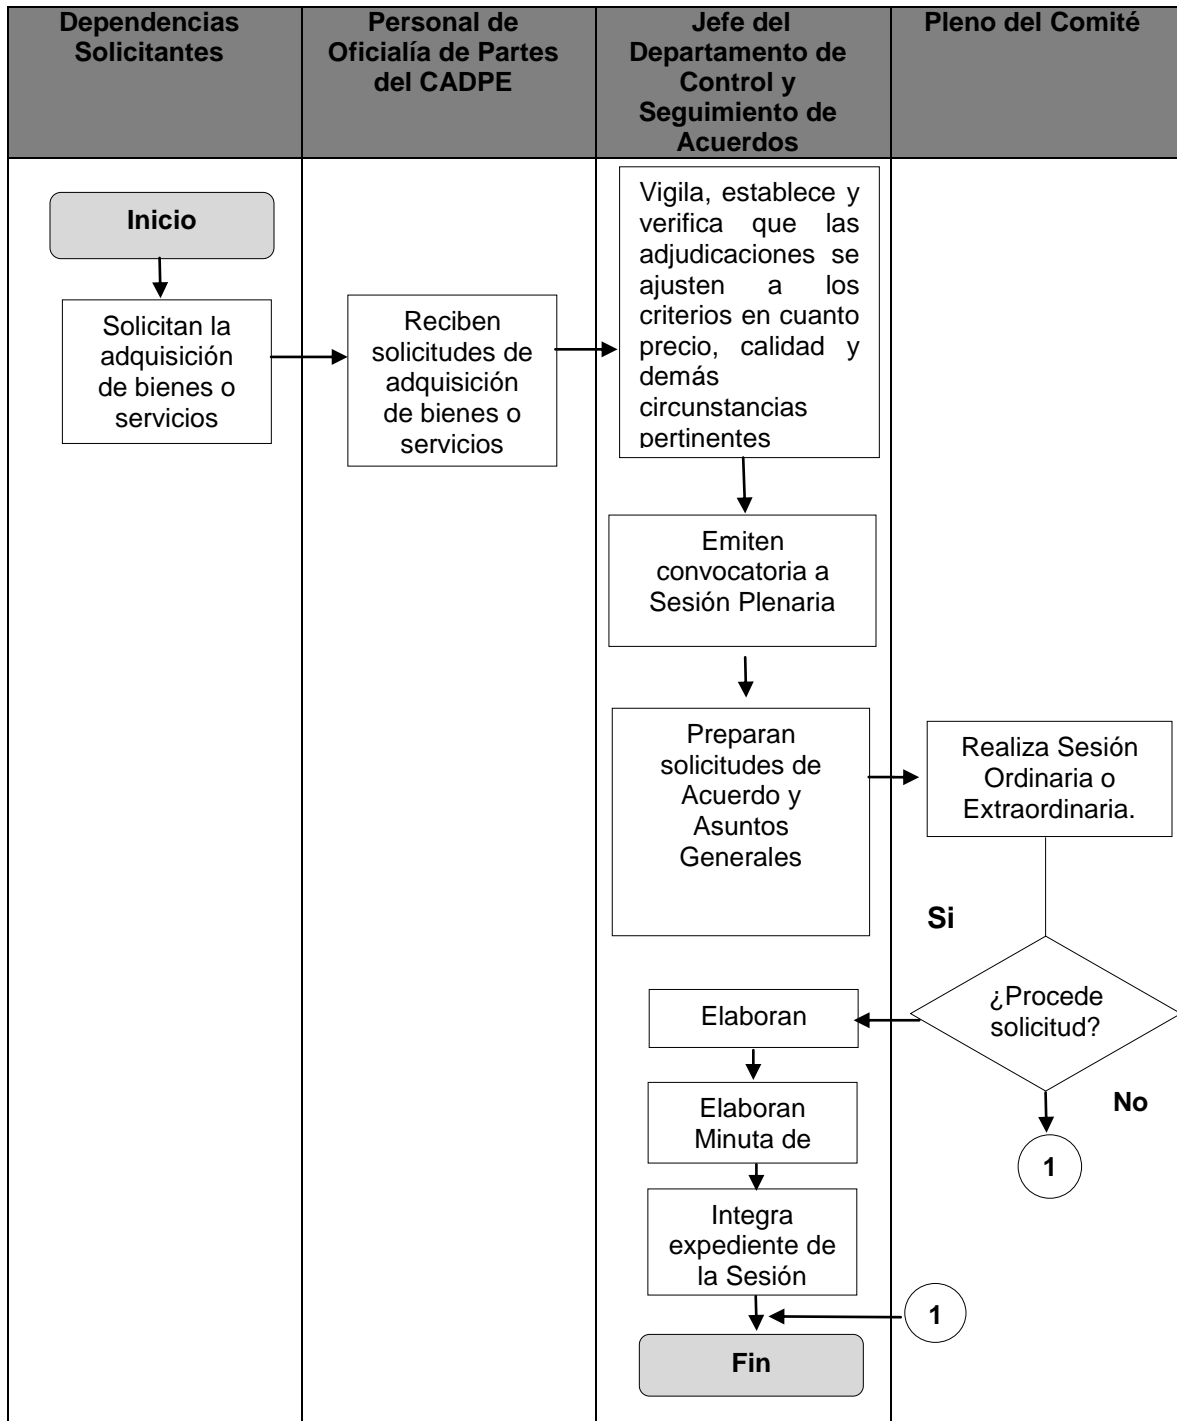 Dependencias
Solicitantes
Personal de
Oficialía de Partes
del CADPE
Jefe del
Departamento de
Control y
Seguimiento de
Acuerdos
Pleno del Comité
Inicio
Solicitan la
adquisición
de bienes o
servicios
Reciben
solicitudes de
adquisición
de bienes o
servicios
Vigila, establece y
verifica que las
adjudicaciones se
ajusten a los
criterios en cuanto
precio, calidad y
demás
circunstancias
pertinentes
Emiten
convocatoria a
Sesión Plenaria
Preparan
solicitudes de
Acuerdo y
Asuntos
Generales
Realiza Sesión
Ordinaria o
Extraordinaria.
Si
¿Procede
solicitud?
No
1
Elaboran
Elaboran
Minuta de
Integra
expediente de
la Sesión
1
Fin